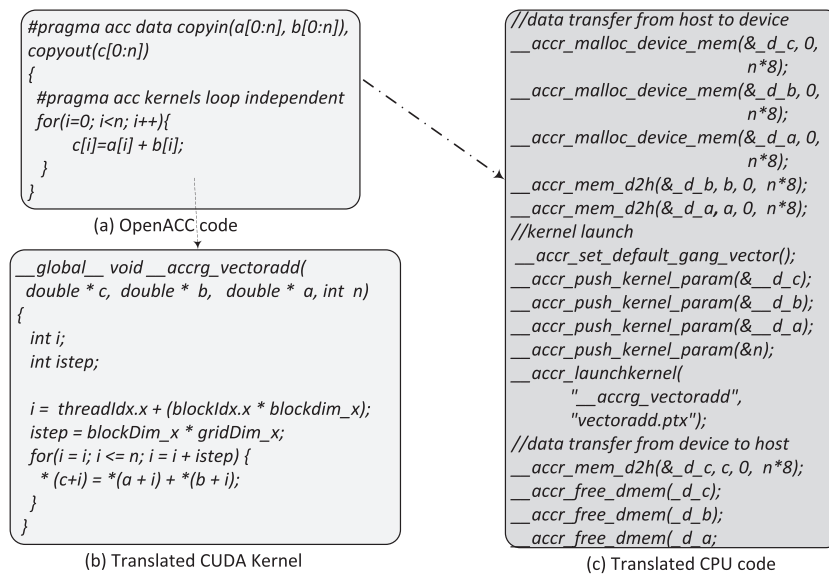 #pragma acc data copyin(a[0:n], b[0:n]),
copyout(c[0:n])
{
#pragma acc kernels loop independent
for(i=0; i<n; i++){
c[i]=a[i] + b[i];
}
}
(a) OpenACC code
__global__ void __accrg_vectoradd(
double * c, double * b, double * a, int n)
{
int i;
int istep;
i = threadIdx.x + (blockIdx.x * blockdim_x);
istep = blockDim_x * gridDim_x;
for(i = i; i <= n; i = i + istep) {
* (c+i) = *(a + i) + *(b + i);
}
}
(b) Translated CUDA Kernel
//data transfer from host to device
__accr_malloc_device_mem(&_d_c, 0,
n*8);
__accr_malloc_device_mem(&_d_b, 0,
n*8);
__accr_malloc_device_mem(&_d_a, 0,
n*8);
__accr_mem_d2h(&_d_b, b, 0, n*8);
__accr_mem_d2h(&_d_a, a, 0, n*8);
//kernel launch
__accr_set_default_gang_vector();
__accr_push_kernel_param(&__d_c);
__accr_push_kernel_param(&__d_b);
__accr_push_kernel_param(&__d_a);
__accr_push_kernel_param(&n);
__accr_launchkernel(
"__accrg_vectoradd",
"vectoradd.ptx");
//data transfer from device to host
__accr_mem_d2h(&_d_c, c, 0, n*8);
__accr_free_dmem(_d_c);
__accr_free_dmem(_d_b);
__accr_free_dmem(_d_a;
(c) Translated CPU code